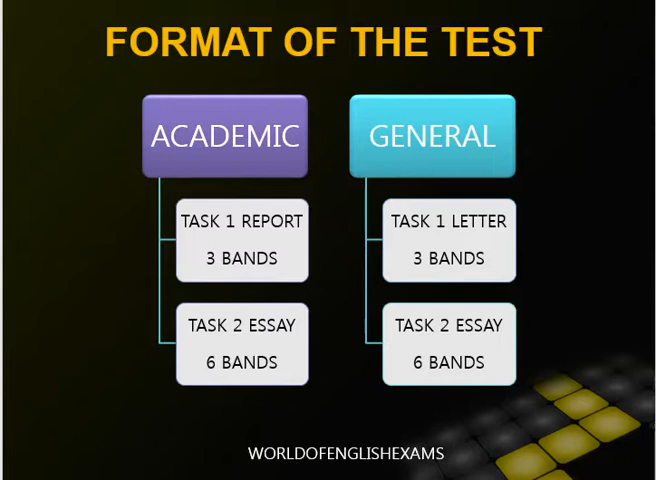 FORMAT OF THE TEST
ACADEMIC
TASK 1 REPORT
3 BANDS
TASK 2 ESSAY
6 BANDS
GENERAL
TASK 1 LETTER
3 BANDS
TASK 2 ESSAY
6 BANDS
WORLDOFENGLISHEXAMS